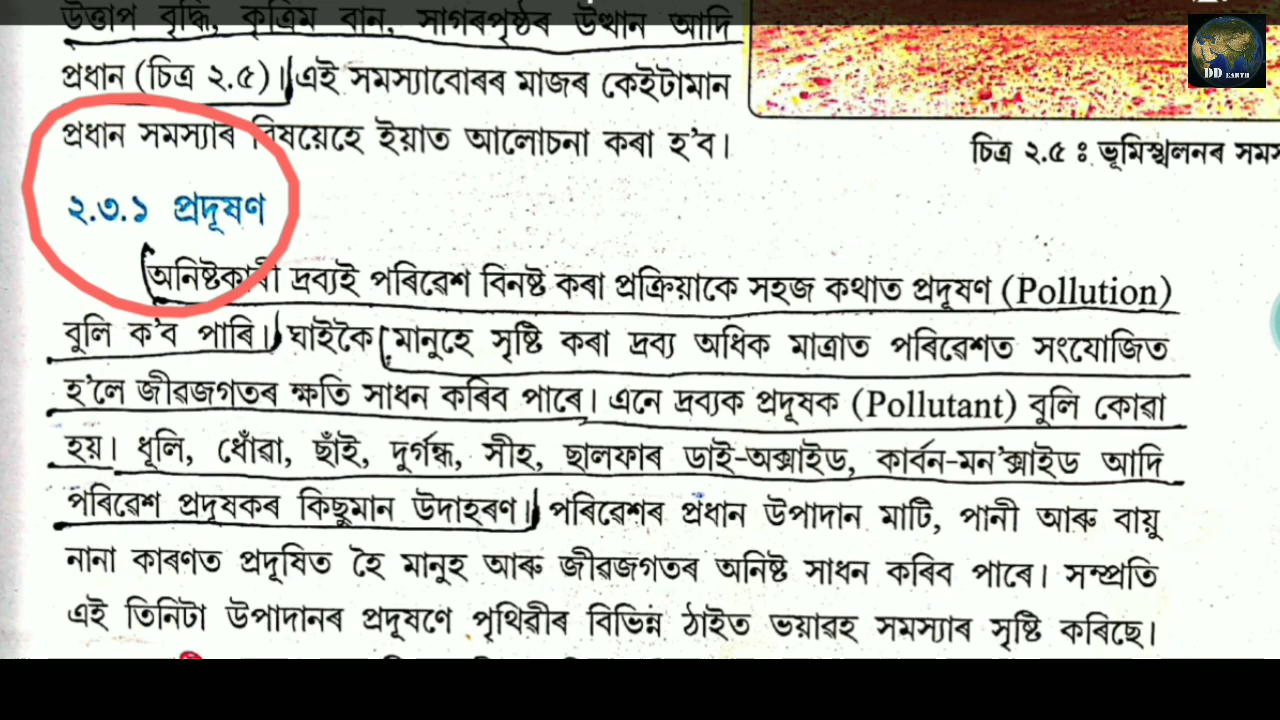 উত্তাপ বৃদ্ধি, কৃত্ৰিম বান, সাগৰপৃষ্ঠৰ উত্থান আদি
প্ৰধান (চিত্ৰ ২.৫)। এই সমস্যাবোৰৰ মাজৰ কেইটামান
প্ৰধান সমস্যাৰ বিষয়েহে ইয়াত আলোচনা কৰা হ'ব।
DD EARTH
চিত্ৰ ২.৫ : ভূমিস্খলনৰ
২.৩.১ প্ৰদূষণ
অনিষ্টকাৰী দ্ৰব্যই পৰিৱেশ বিনষ্ট কৰা প্ৰক্ৰিয়াকে সহজ কথাত প্ৰদূষণ (Pollution)
বুলি ক'ব পাৰি। ঘাইকৈ মানুহে সৃষ্টি কৰা দ্ৰব্য অধিক মাত্ৰাত পৰিৱেশত সংযোজিত
হ'লে জীৱজগতৰ ক্ষতি সাধন কৰিব পাৰে। এনে দ্ৰব্যক প্ৰদূষক (Pollutant) বুলি কোৱা
হয়। ধূলি, ধোঁৱা, ছাঁই, দুৰ্গন্ধ, সীহ, ছালফাৰ ডাই-অক্সাইড, কাৰ্বন-মন'ক্সাইড আদি
পৰিৱেশ প্ৰদূষকৰ কিছুমান উদাহৰণ। পৰিৱেশৰ প্ৰধান উপাদান মাটি, পানী আৰু বায়ু
নানা কাৰণত প্ৰদূষিত হৈ মানুহ আৰু জীৱজগতৰ অনিষ্ট সাধন কৰিব পাৰে। সম্প্ৰতি
এই তিনিটা উপাদানৰ প্ৰদূষণে পৃথিৱীৰ বিভিন্ন ঠাইত ভয়াৱহ সমস্যাৰ সৃষ্টি কৰিছে।